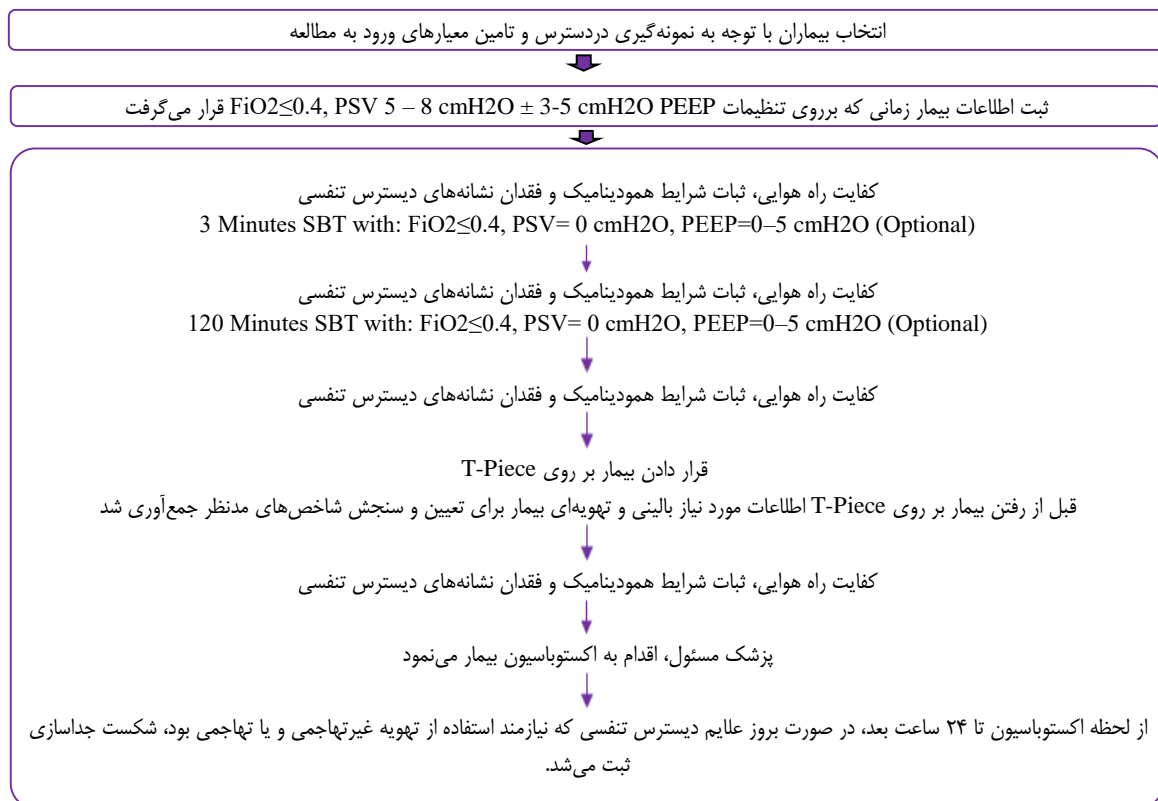 انتخاب بیماران با توجه به نمونه‌گیری دردسترس و تامین معیارهای ورود به مطالعه
ثبت اطلاعات بیمار زمانی که برروی تنظیمات FiO2≤0.4, PSV 5 – 8 cmH2O ± 3-5 cmH2O PEEP قرار می‌گرفت
کفایت راه هوایی، ثبات شرایط همودینامیک و فقدان نشانه‌های دیسترس تنفسی
3 Minutes SBT with: FiO2≤0.4, PSV= 0 cmH2O, PEEP=0–5 cmH2O (Optional)
کفایت راه هوایی، ثبات شرایط همودینامیک و فقدان نشانه‌های دیسترس تنفسی
120 Minutes SBT with: FiO2≤0.4, PSV= 0 cmH2O, PEEP=0–5 cmH2O (Optional)
کفایت راه هوایی، ثبات شرایط همودینامیک و فقدان نشانه‌های دیسترس تنفسی
قرار دادن بیمار بر روی T-Piece
قبل از رفتن بیمار بر روی T-Piece اطلاعات مورد نیاز بالینی و تهویه‌ای بیمار برای تعیین و سنجش شاخص‌های مدنظر جمع‌آوری شد
کفایت راه هوایی، ثبات شرایط همودینامیک و فقدان نشانه‌های دیسترس تنفسی
پزشک مسئول، اقدام به اکستوباسیون بیمار می‌نمود
از لحظه اکستوباسیون تا ۲۴ ساعت بعد، در صورت بروز علایم دیسترس تنفسی که نیازمند استفاده از تهویه غیرتهاجمی و یا تهاجمی بود، شکست جداسازی
ثبت می‌شد.